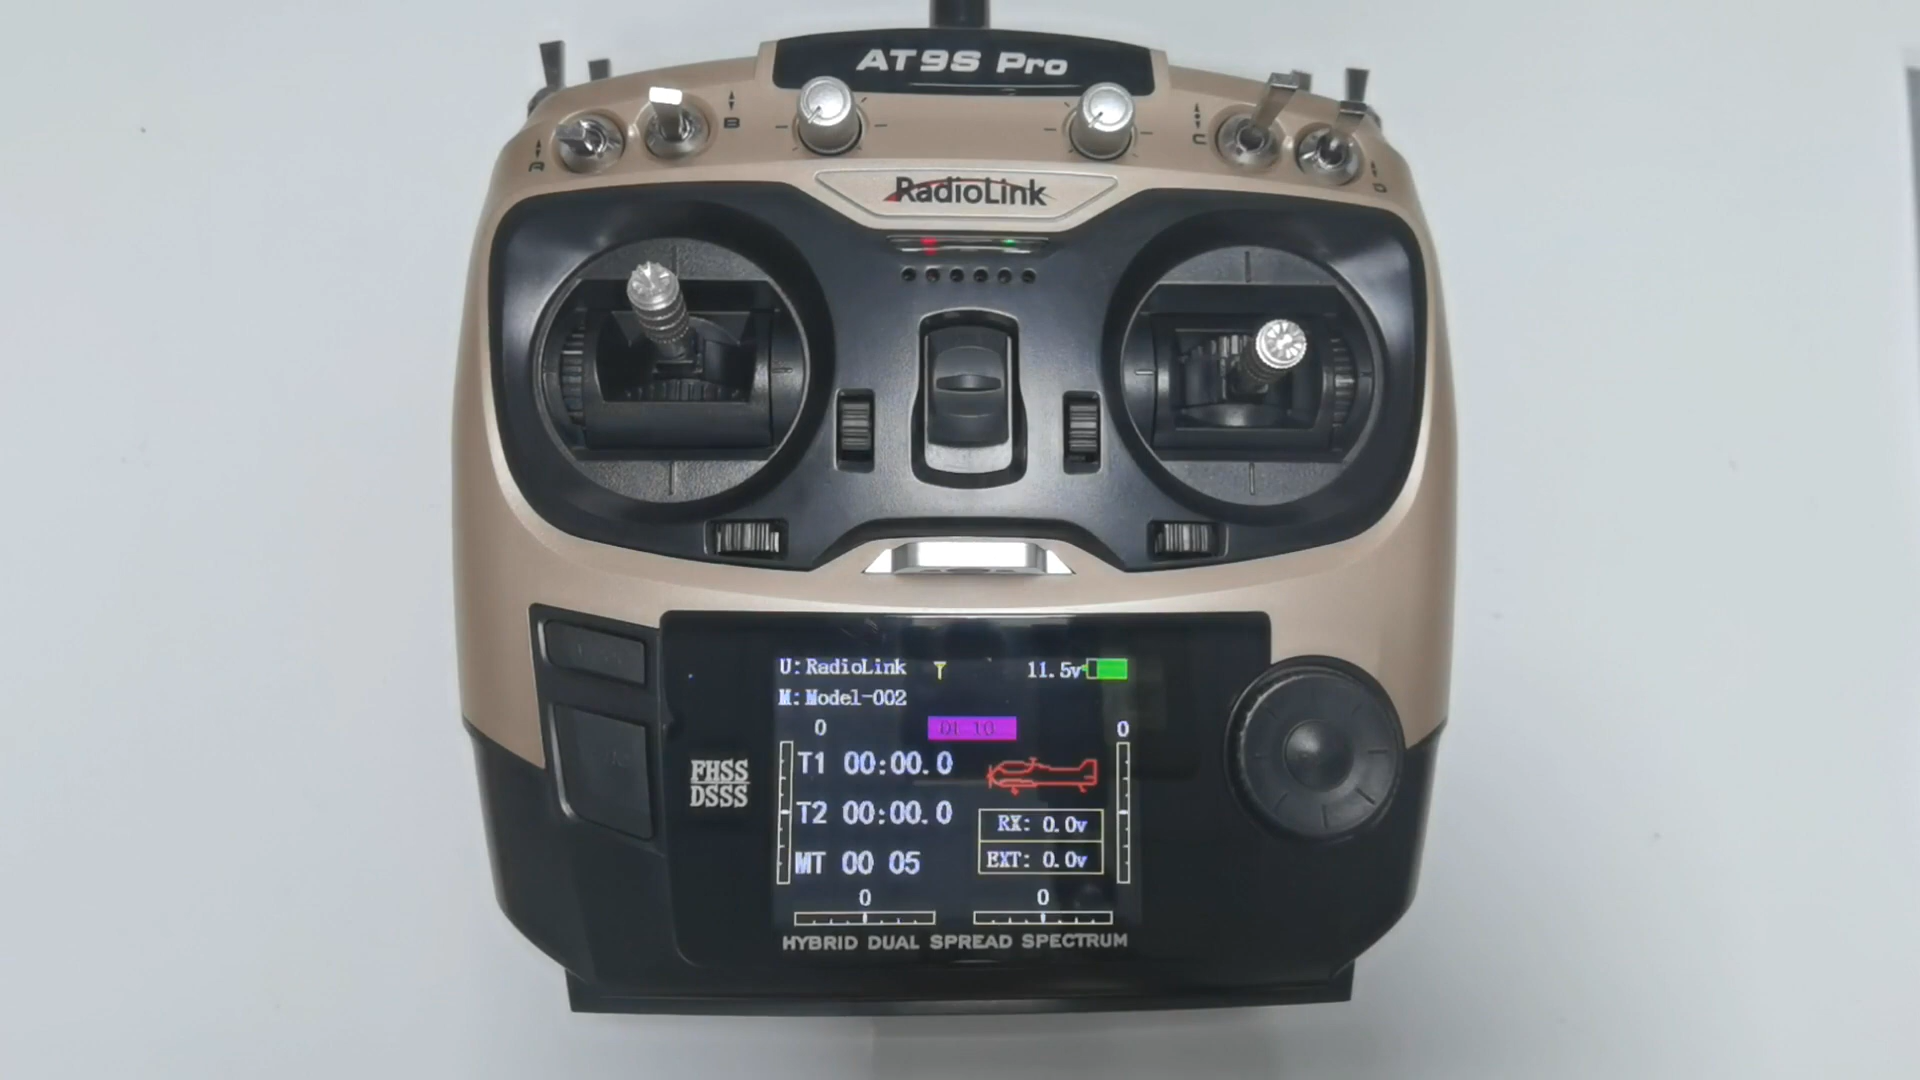 AT9S Pro
A
B
C
D
RadioLink
U: RadioLink
11.5v
M: Model-002
0
0
T1 00:00.0
T2 00:00.0
RX: 0.0v
EXT: 0.0v
MT 00 05
0
0
FHSS
DSSS
HYBRID DUAL SPREAD SPECTRUM